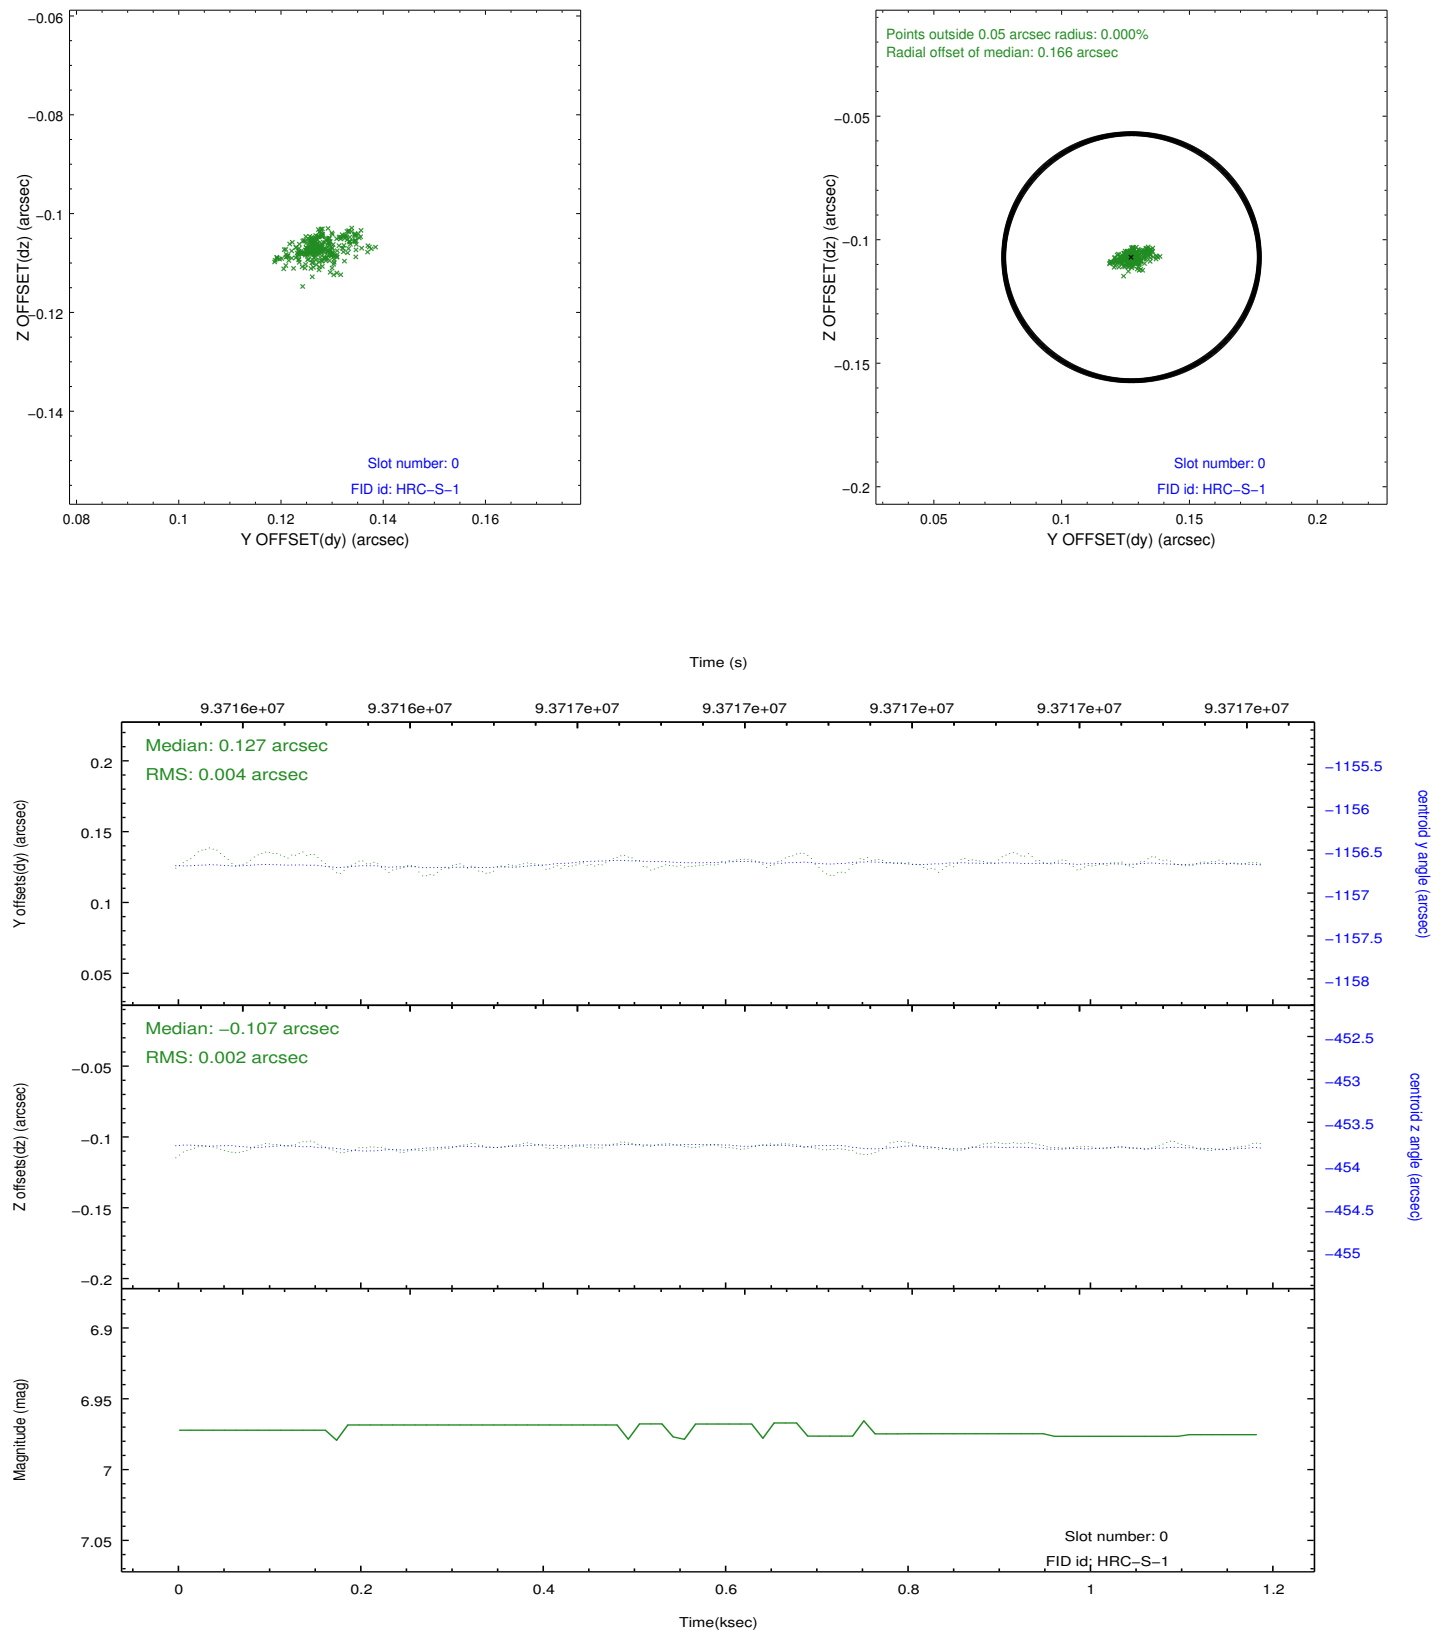 −0.06
−0.08
−0.1
−0.12
−0.14
Z OFFSET(dz) (arcsec)
Slot number: 0
FID id: HRC−S−1
0.08 0.1 0.12 0.14 0.16
Y OFFSET(dy) (arcsec)
Points outside 0.05 arcsec radius: 0.000%
Radial offset of median: 0.166 arcsec
−0.05
−0.1
−0.15
−0.2
Z OFFSET(dz) (arcsec)
Slot number: 0
FID id: HRC−S−1
0.05 0.1 0.15 0.2
Y OFFSET(dy) (arcsec)
Time (s)
9.3716e+07 9.3716e+07 9.3717e+07 9.3717e+07 9.3717e+07 9.3717e+07 9.3717e+07
Median: 0.127 arcsec
RMS: 0.004 arcsec
0.2
0.15
0.1
0.05
Y offsets(dy) (arcsec)
−1155.5
−1156
−1156.5
−1157
−1157.5
−1158
centroid y angle (arcsec)
Median: −0.107 arcsec
RMS: 0.002 arcsec
−0.05
−0.1
−0.15
−0.2
Z offsets(dz) (arcsec)
−452.5
−453
−453.5
−454
−454.5
−455
centroid z angle (arcsec)
6.9
6.95
7
7.05
Magnitude (mag)
Slot number: 0
FID id: HRC−S−1
0 0.2 0.4 0.6 0.8 1 1.2
Time(ksec)